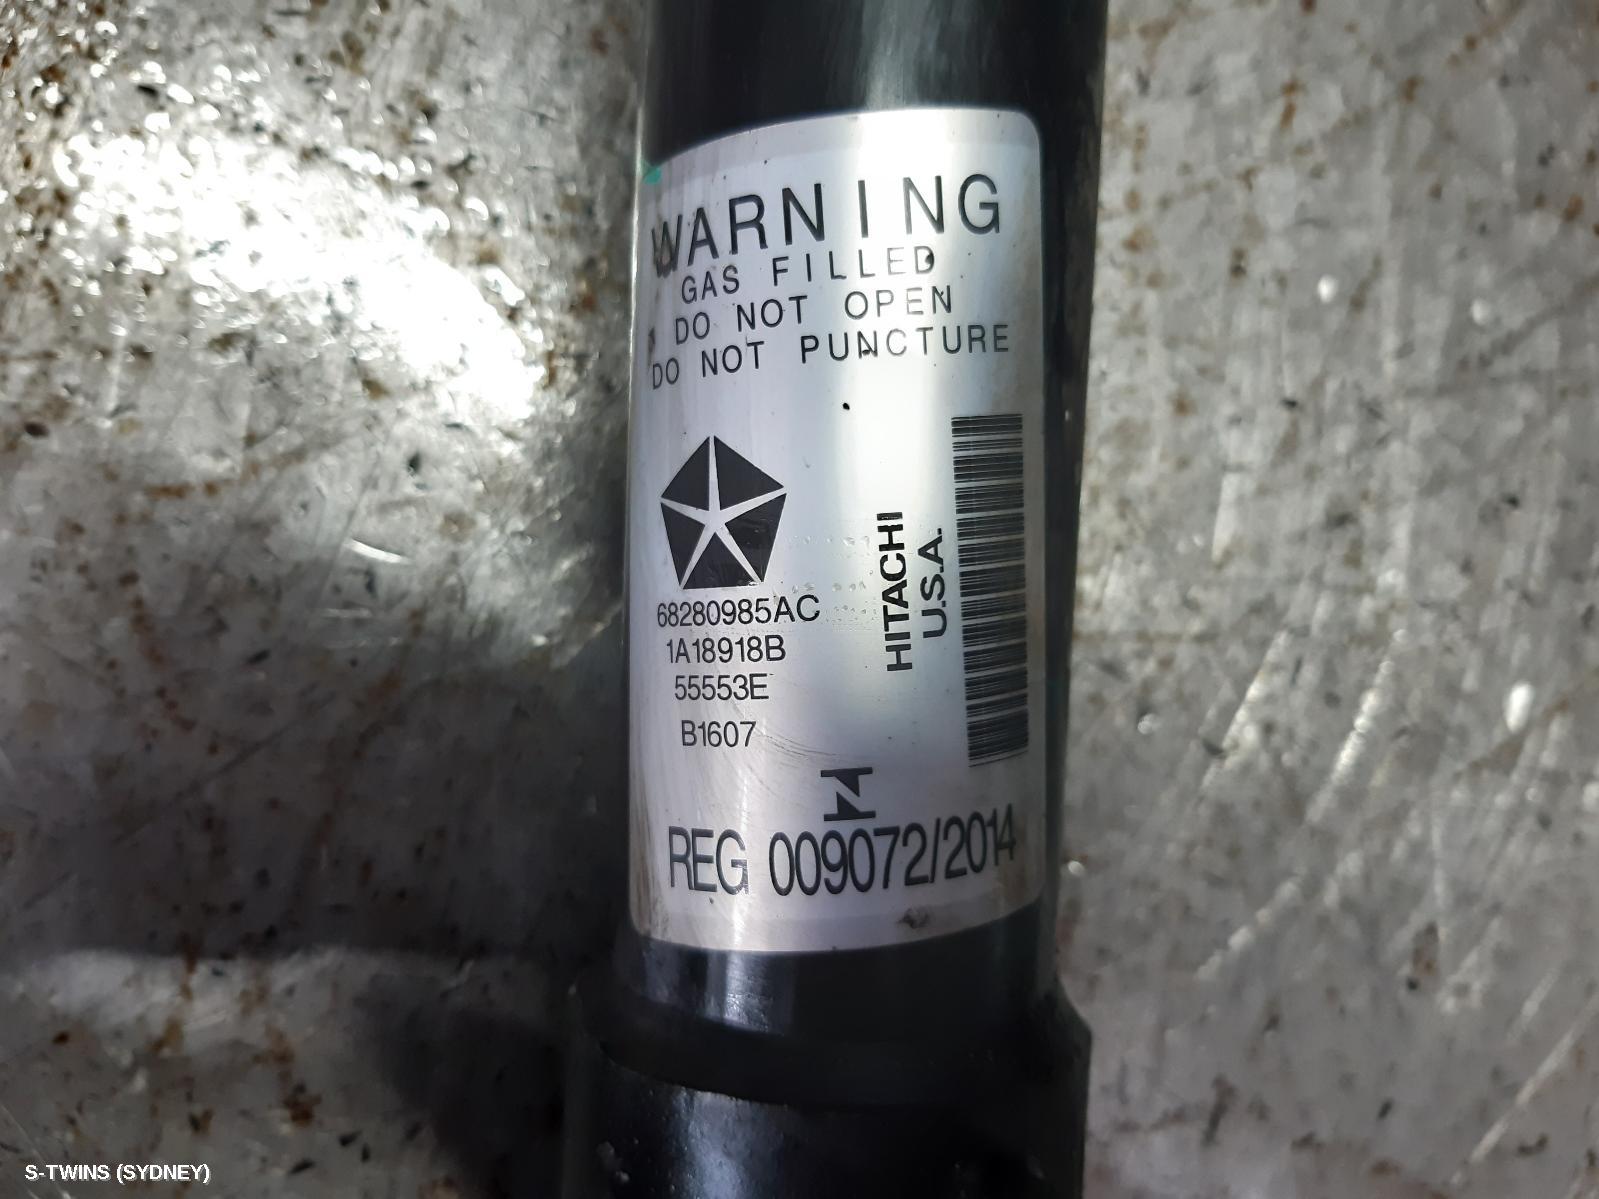 WARNING
GAS FILLED
DO NOT OPEN
DO NOT PUNCTURE
68280985AC
1A18918B
55553E
B1607
HITACHI
U.S.A.
REG 009072/2014
S-TWINS (SYDNEY)